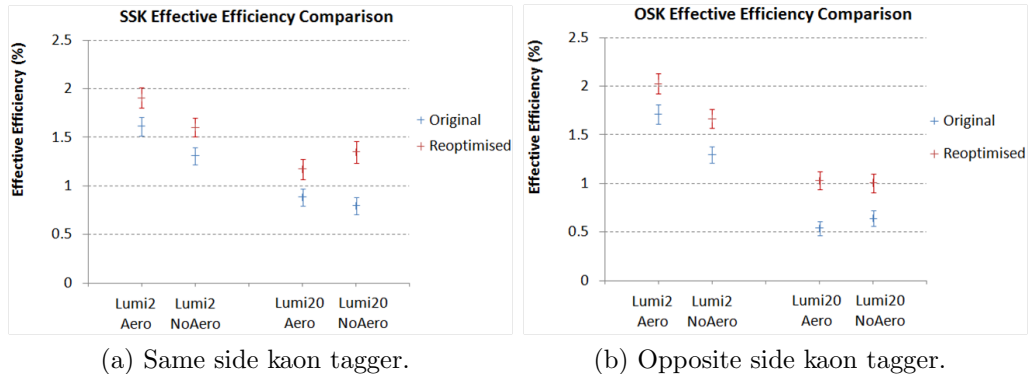 SSK Effective Efficiency Comparison
Effective Efficiency (%)
2.5
2
1.5
1
0.5
0
Lumi2 Aero
Lumi2 NoAero
Lumi20 Aero
Lumi20 NoAero
Original
Reoptimised
(a) Same side kaon tagger.
OSK Effective Efficiency Comparison
Effective Efficiency (%)
2.5
2
1.5
1
0.5
0
Lumi2 Aero
Lumi2 NoAero
Lumi20 Aero
Lumi20 NoAero
Original
Reoptimised
(b) Opposite side kaon tagger.